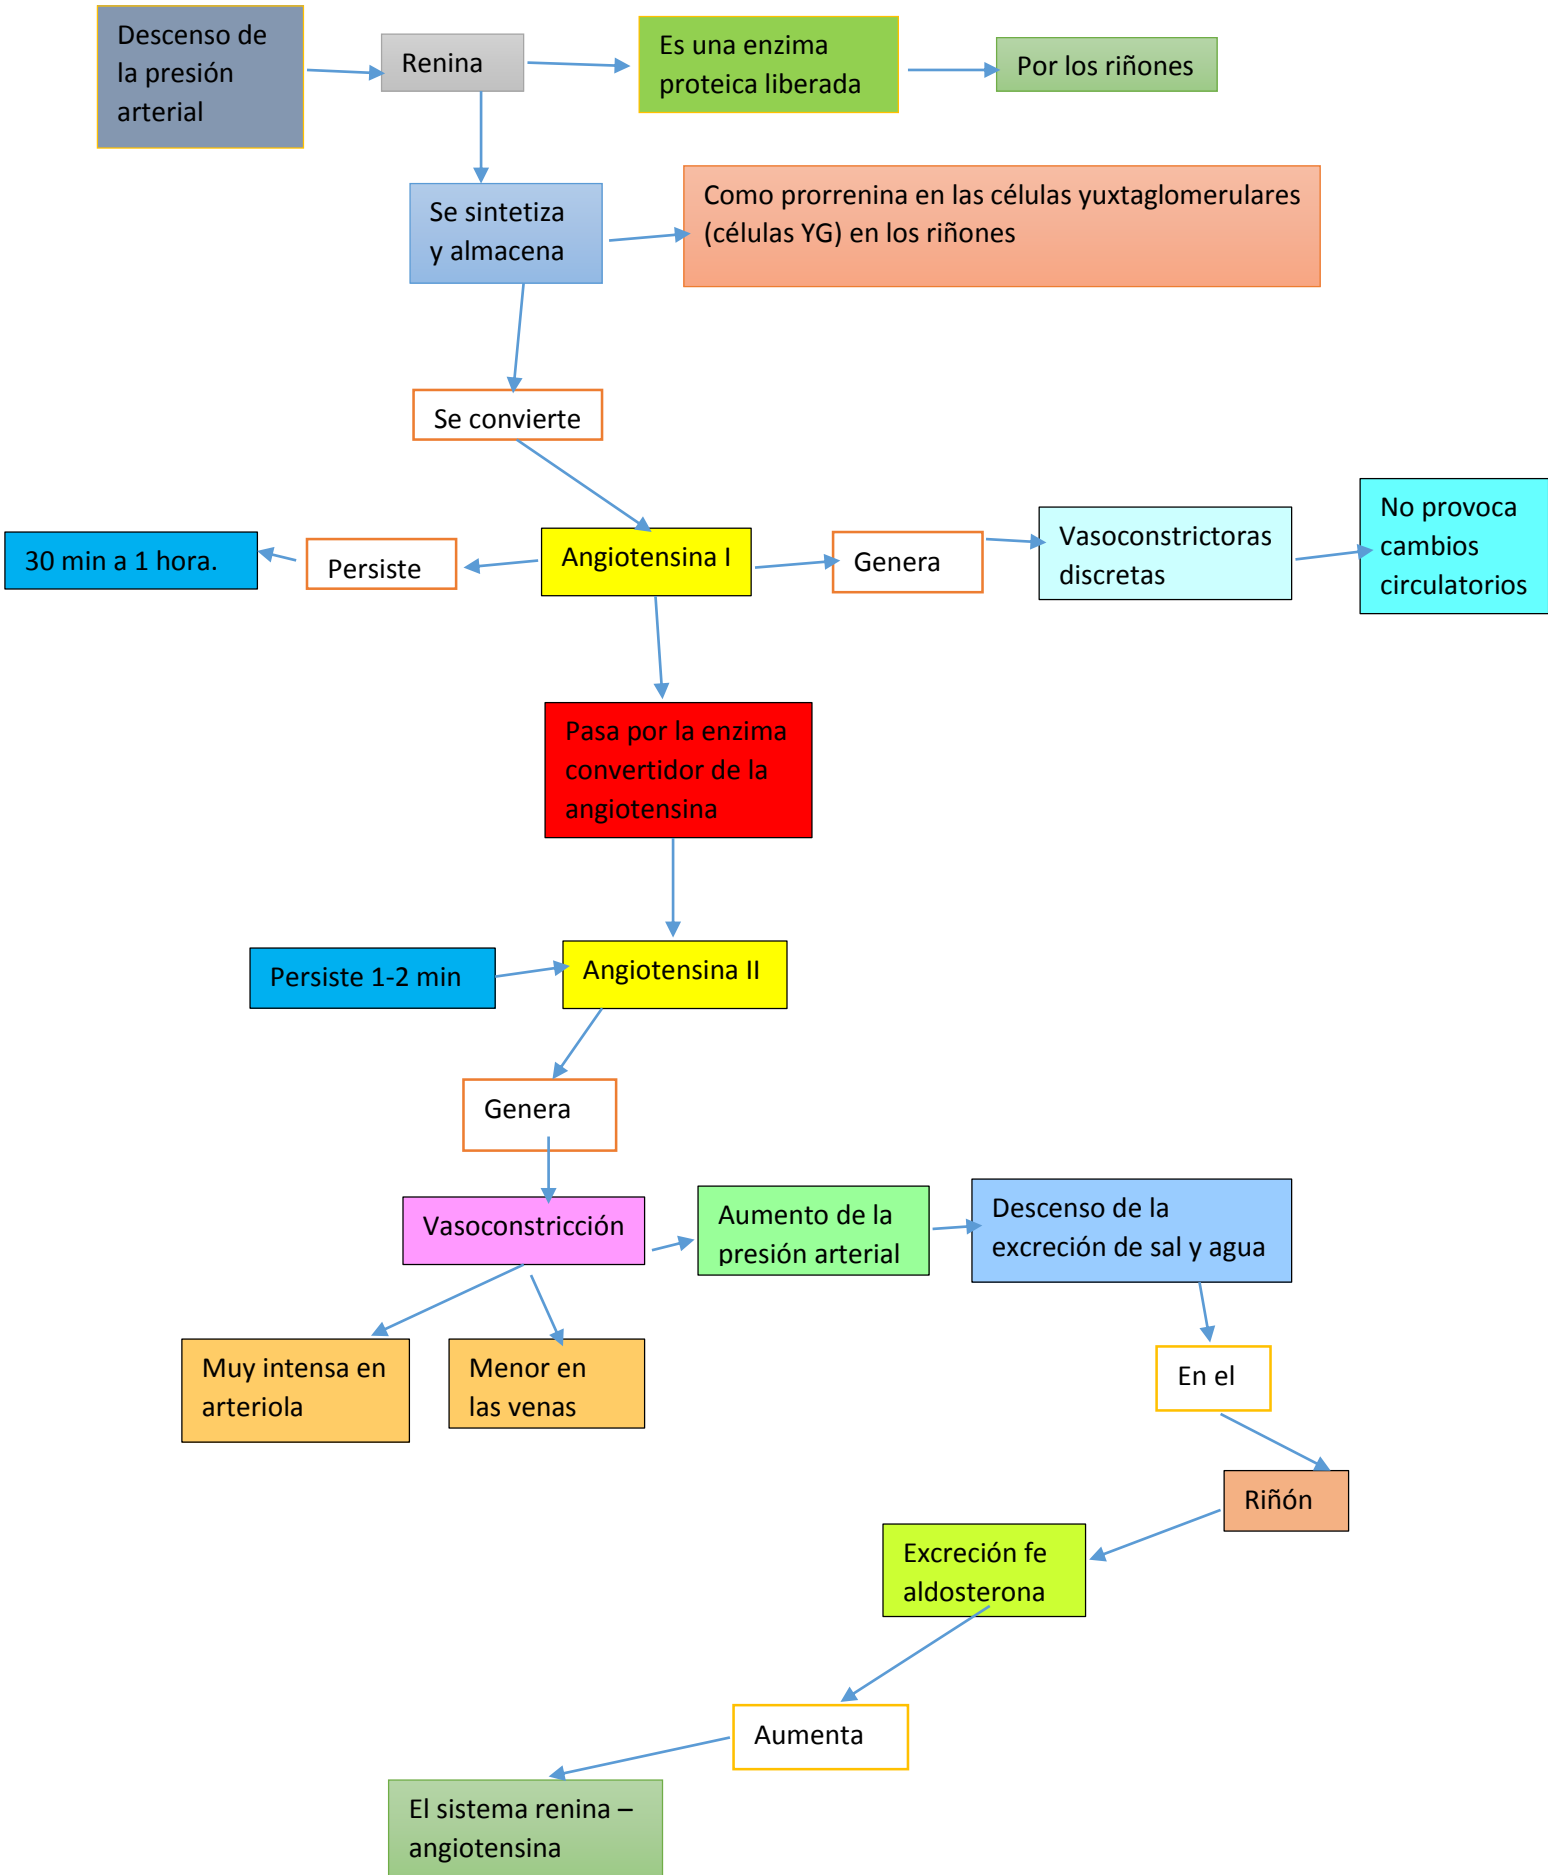 Descenso de
la presión
arterial
Renina
Es una enzima
proteica liberada
Por los riñones
Se sintetiza
y almacena
Como prorrenina en las células yuxtaglomerulares
(células YG) en los riñones
Se convierte
30 min a 1 hora.
Persiste
Angiotensina I
Genera
Vasoconstrictoras
discretas
No provoca
cambios
circulatorios
Pasa por la enzima
convertidor de la
angiotensina
Persiste 1-2 min
Angiotensina II
Genera
Vasoconstricción
Aumento de la
presión arterial
Descenso de la
excreción de sal y agua
Muy intensa en
arteriola
Menor en
las venas
En el
Riñón
Excreción fe
aldosterona
Aumenta
El sistema renina –
angiotensina